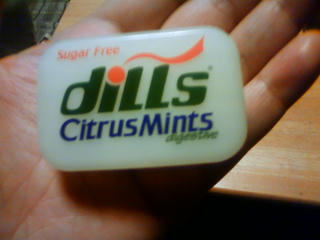 Sugar Free
dills
CitrusMints
digestive